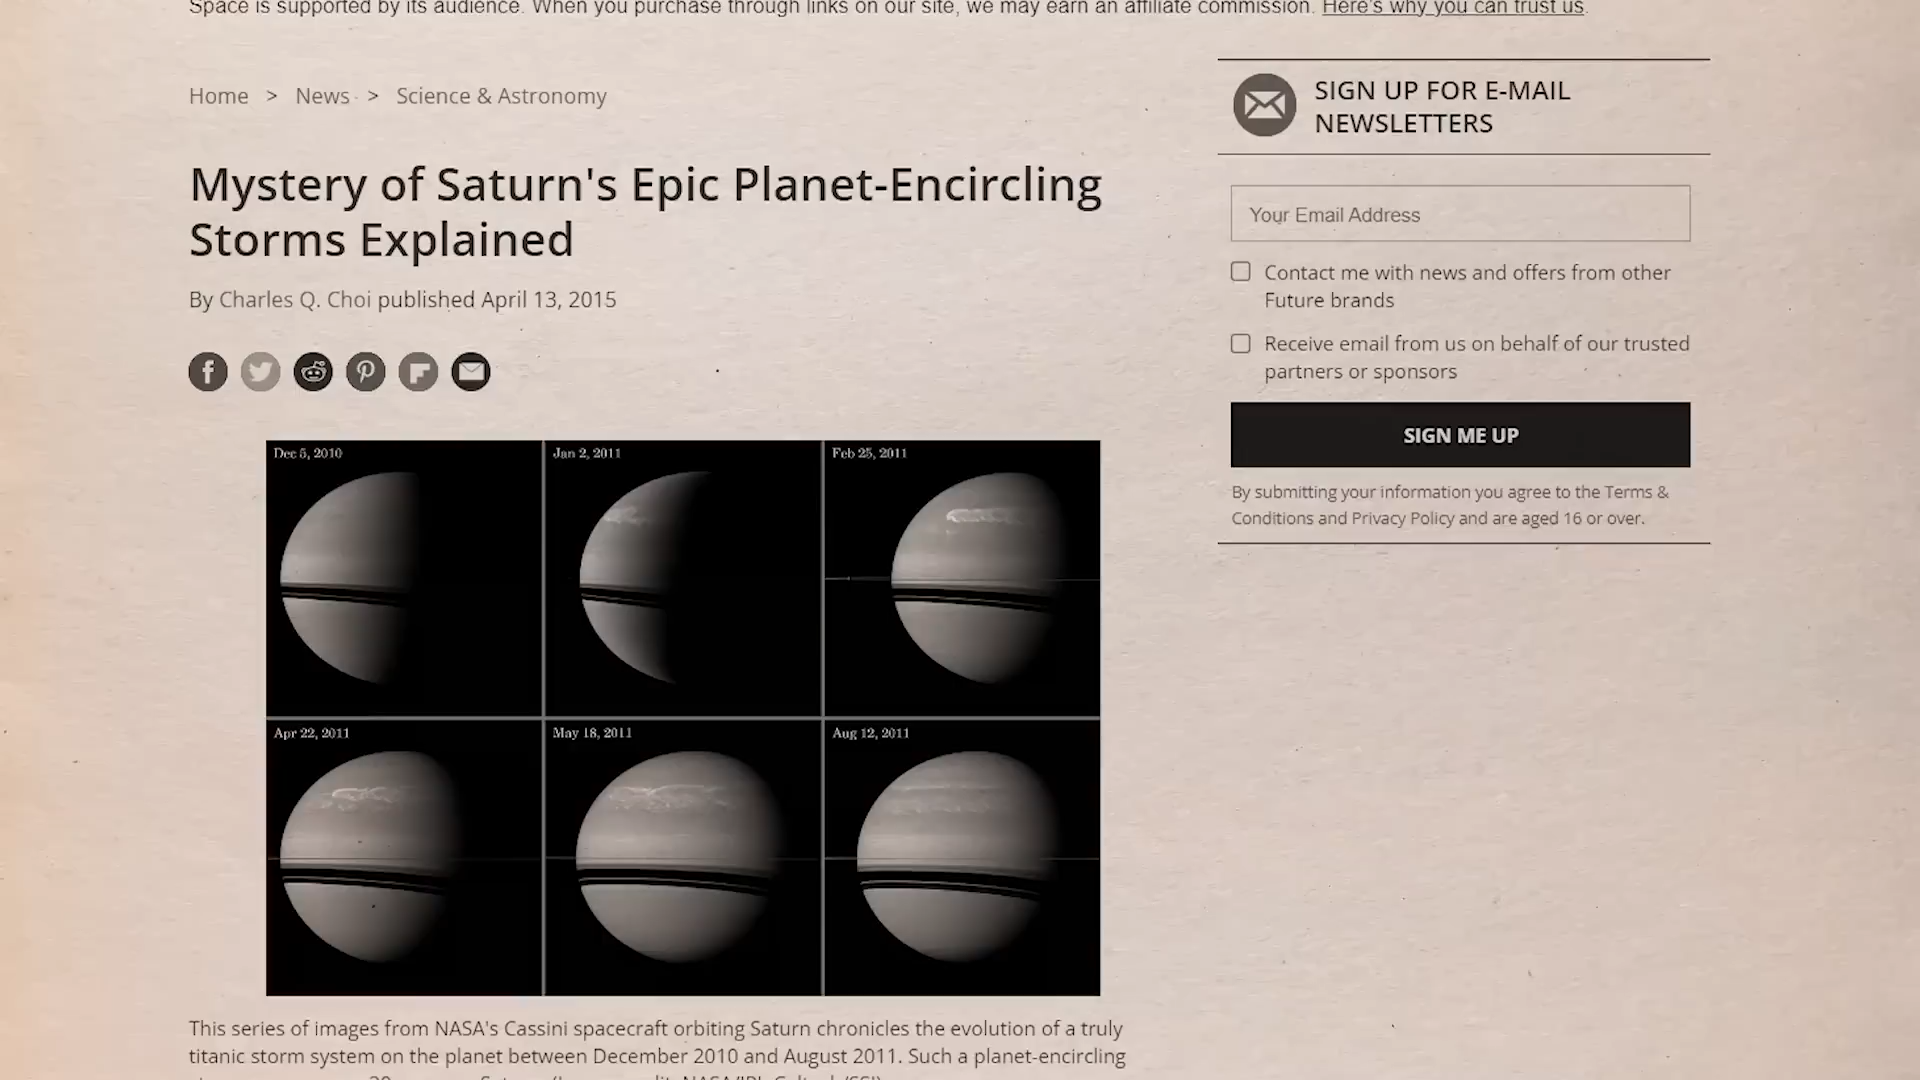 Space is supported by its audience. When you purchase through links on our site, we may earn an affiliate commission. Here's why you can trust us.
Home > News > Science & Astronomy
Mystery of Saturn's Epic Planet-Encircling
Storms Explained
By Charles Q. Choi published April 13, 2015
Dec 5, 2010
Jan 2, 2011
Feb 25, 2011
Apr 22, 2011
May 18, 2011
Aug 12, 2011
This series of images from NASA's Cassini spacecraft orbiting Saturn chronicles the evolution of a truly
titanic storm system on the planet between December 2010 and August 2011. Such a planet-encircling
SIGN UP FOR E-MAIL
NEWSLETTERS
Your Email Address
Contact me with news and offers from other
Future brands
Receive email from us on behalf of our trusted
partners or sponsors
SIGN ME UP
By submitting your information you agree to the Terms &
Conditions and Privacy Policy and are aged 16 or over.